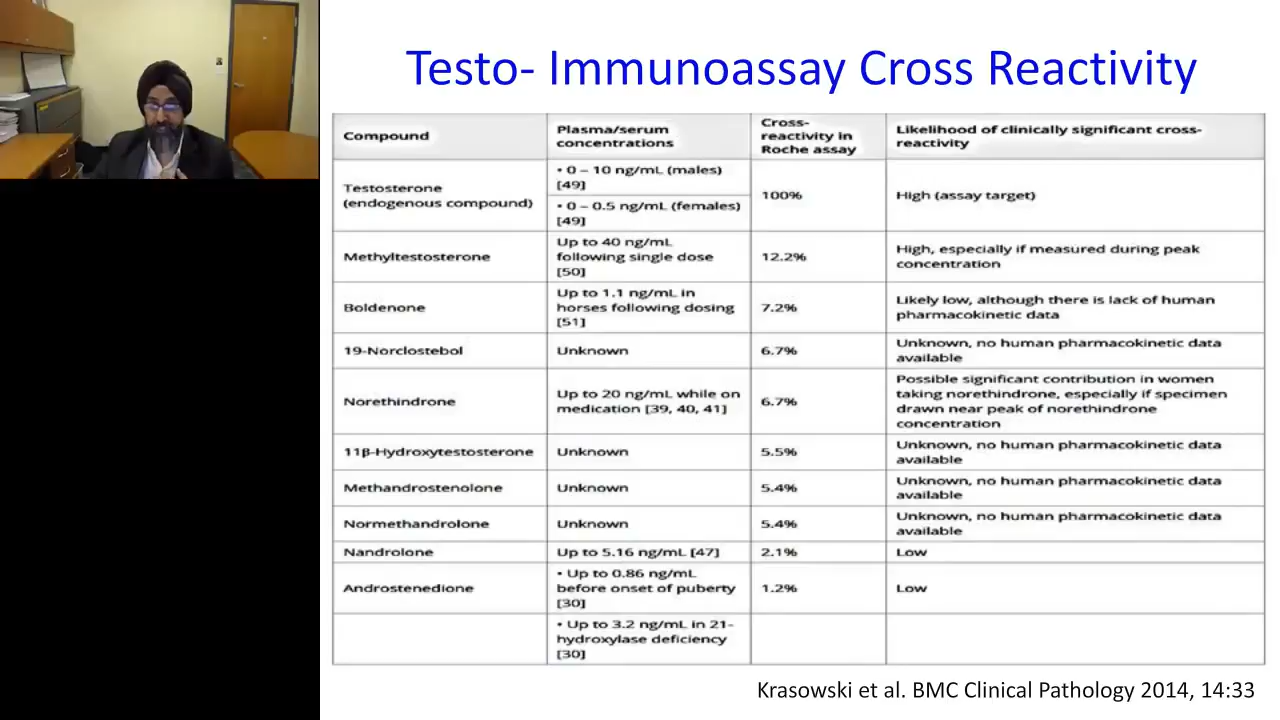 Testo- Immunoassay Cross Reactivity
Compound
Plasma/serum
concentrations
Cross-
reactivity in
Roche assay
Likelihood of clinically significant cross-
reactivity
Testosterone
(endogenous compound)
• 0 – 10 ng/mL (males)
[49]
• 0 – 0.5 ng/mL (females)
[49]
100%
High (assay target)
Methyltestosterone
Up to 40 ng/mL
following single dose
[50]
12.2%
High, especially if measured during peak
concentration
Boldenone
Up to 1.1 ng/mL in
horses following dosing
[51]
7.2%
Likely low, although there is lack of human
pharmacokinetic data
19-Norclostebol
Unknown
6.7%
Unknown, no human pharmacokinetic data
available
Norethindrone
Up to 20 ng/mL while on
medication [39, 40, 41]
6.7%
Possible significant contribution in women
taking norethindrone, especially if specimen
drawn near peak of norethindrone
concentration
11β-Hydroxytestosterone
Unknown
5.5%
Unknown, no human pharmacokinetic data
available
Methandrostenolone
Unknown
5.4%
Unknown, no human pharmacokinetic data
available
Normethandrolone
Unknown
5.4%
Unknown, no human pharmacokinetic data
available
Nandrolone
Up to 5.16 ng/mL [47]
2.1%
Low
Androstenedione
• Up to 0.86 ng/mL
before onset of puberty
[30]
1.2%
Low
• Up to 3.2 ng/mL in 21-
hydroxylase deficiency
[30]
Krasowski et al. BMC Clinical Pathology 2014, 14:33